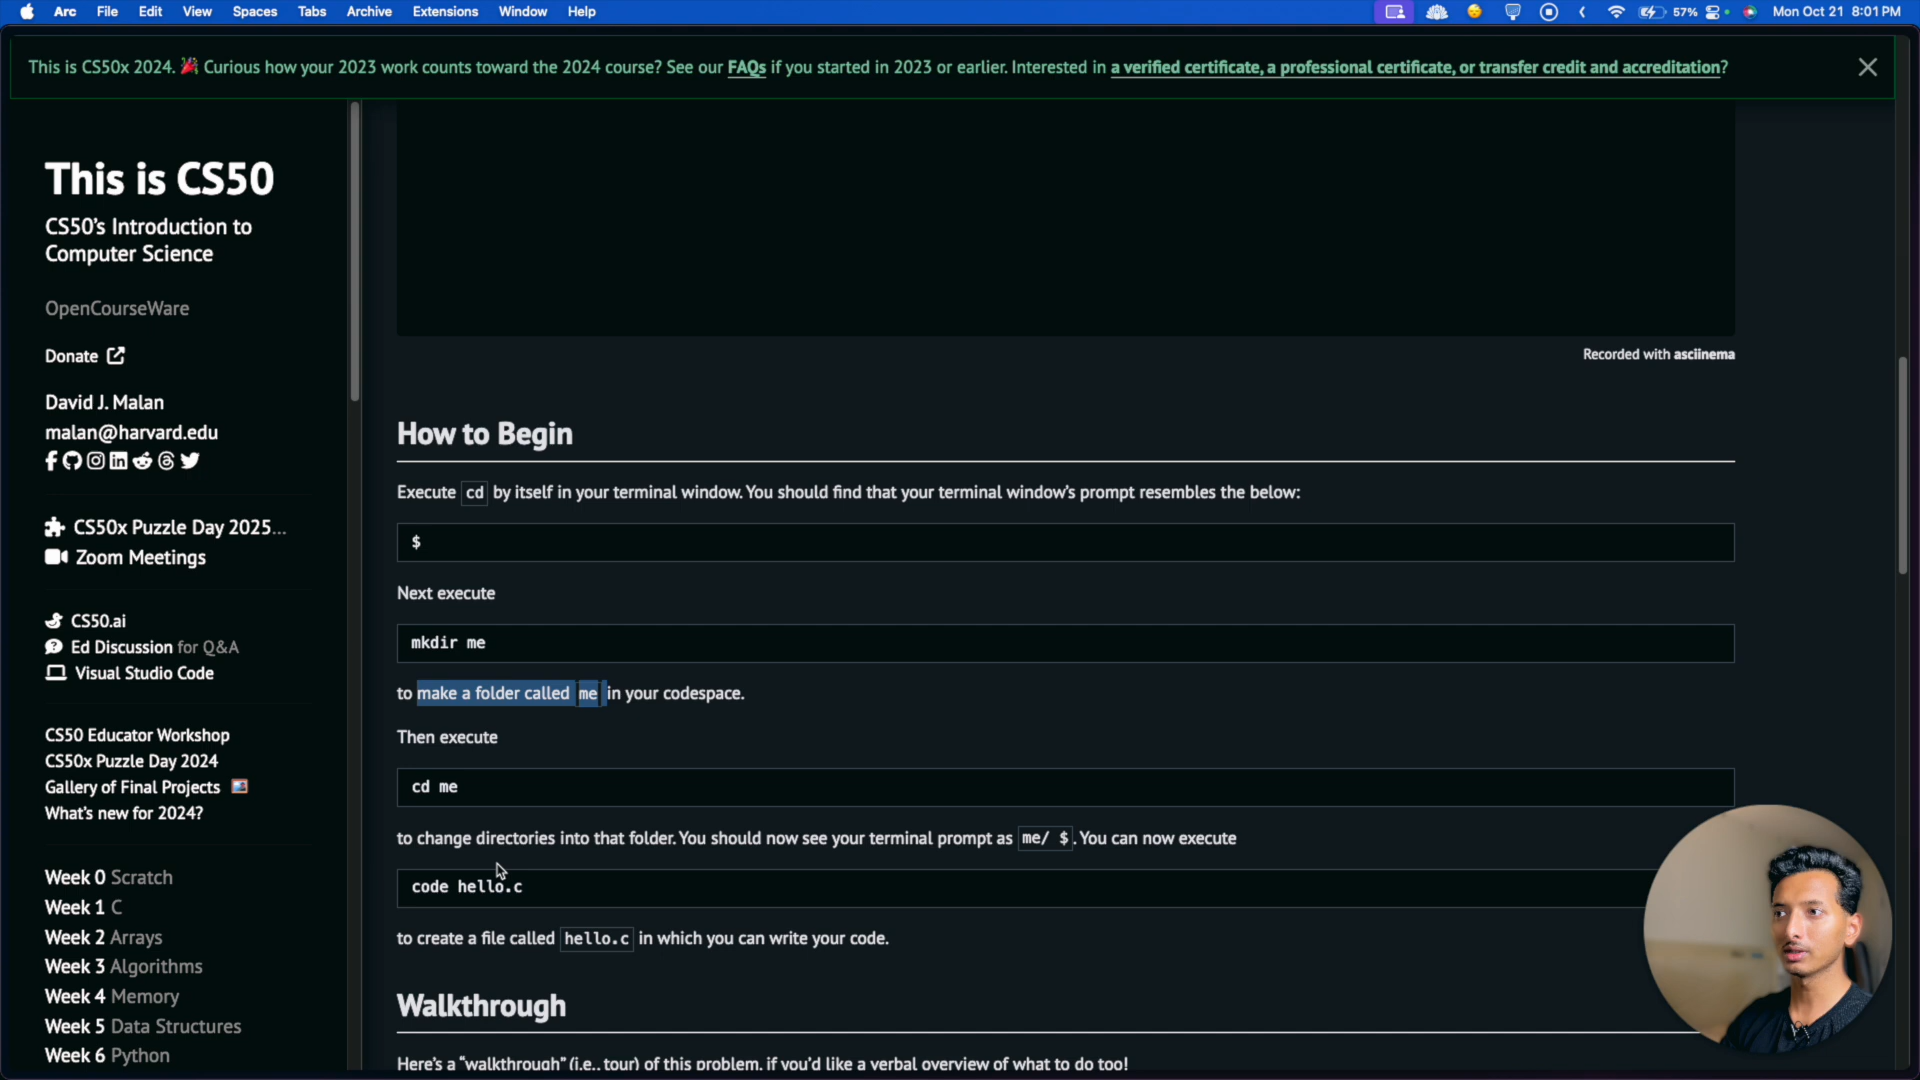 Arc File Edit View Spaces Tabs Archive Extensions Window Help 57% Mon Oct 21 8:01 PM
This is CS50x 2024. 🎉 Curious how your 2023 work counts toward the 2024 course? See our FAQs if you started in 2023 or earlier. Interested in a verified certificate, a professional certificate, or transfer credit and accreditation?
This is CS50
CS50's Introduction to
Computer Science
OpenCourseWare
Donate
David J. Malan
malan@harvard.edu
CS50x Puzzle Day 2025...
Zoom Meetings
CS50.ai
Ed Discussion for Q&A
Visual Studio Code
CS50 Educator Workshop
CS50x Puzzle Day 2024
Gallery of Final Projects
What's new for 2024?
Week 0 Scratch
Week 1 C
Week 2 Arrays
Week 3 Algorithms
Week 4 Memory
Week 5 Data Structures
Week 6 Python
Recorded with asciinema
How to Begin
Execute cd by itself in your terminal window. You should find that your terminal window's prompt resembles the below:
$
Next execute
mkdir me
to make a folder called me in your codespace.
Then execute
cd me
to change directories into that folder. You should now see your terminal prompt as me/ $. You can now execute
code hello.c
to create a file called hello.c in which you can write your code.
Walkthrough
Here's a “walkthrough” (i.e., tour) of this problem, if you'd like a verbal overview of what to do too!